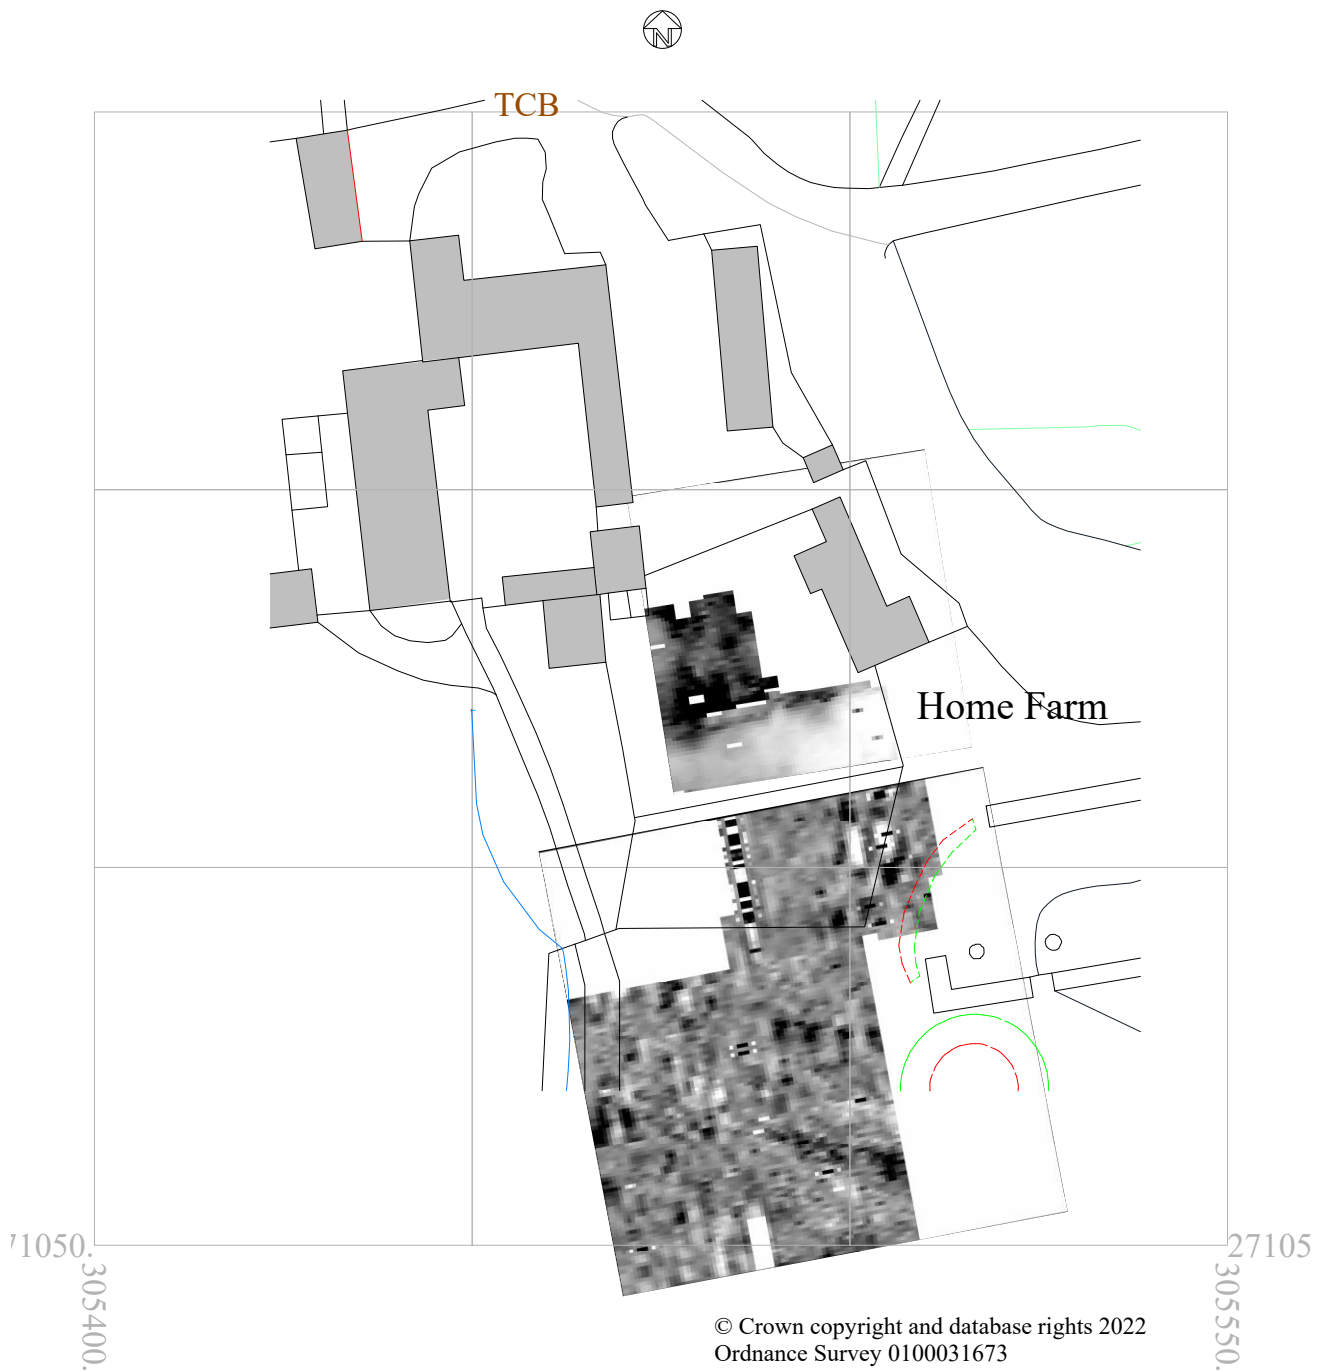 N
TCB
Home Farm
71050.
27105
305400.
305550.
© Crown copyright and database rights 2022
Ordnance Survey 0100031673